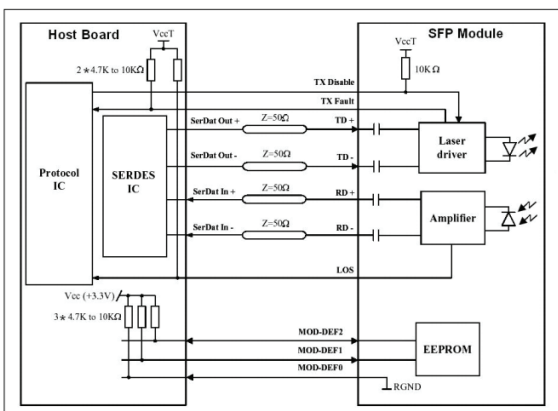 Host Board
SFP Module
VccT
VccT
2*4.7K to 10KΩ
10KΩ
TX Disable
TX Fault
SerDat Out +
Z=50Ω
TD +
SerDat Out -
Z=50Ω
TD -
Laser
driver
Protocol
IC
SERDES
IC
SerDat In +
Z=50Ω
RD +
SerDat In -
Z=50Ω
RD -
Amplifier
LOS
Vcc (+3.3V)
3*4.7K to 10KΩ
MOD-DEF2
MOD-DEF1
MOD-DEF0
EEPROM
RGND